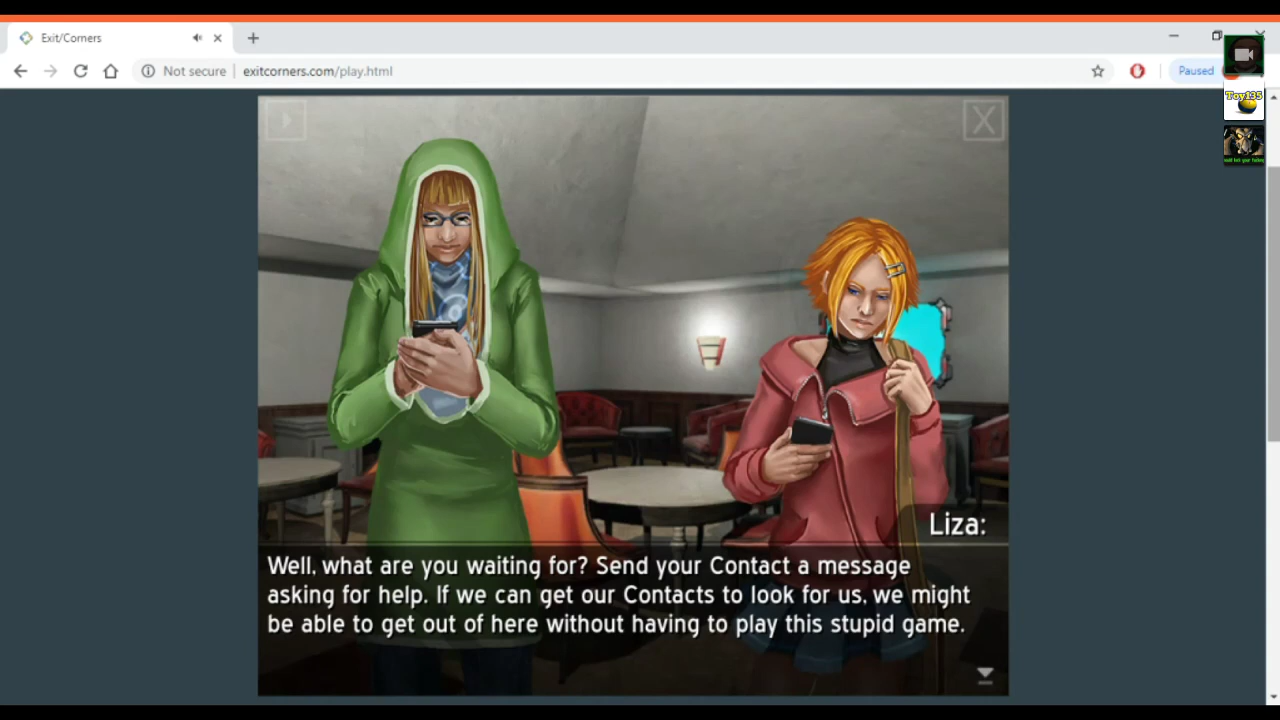 Exit/Corners
Not secure
exitcorners.com/play.html
Paused
Toy135
Liza:
Well, what are you waiting for? Send your Contact a message
asking for help. If we can get our Contacts to look for us, we might
be able to get out of here without having to play this stupid game.